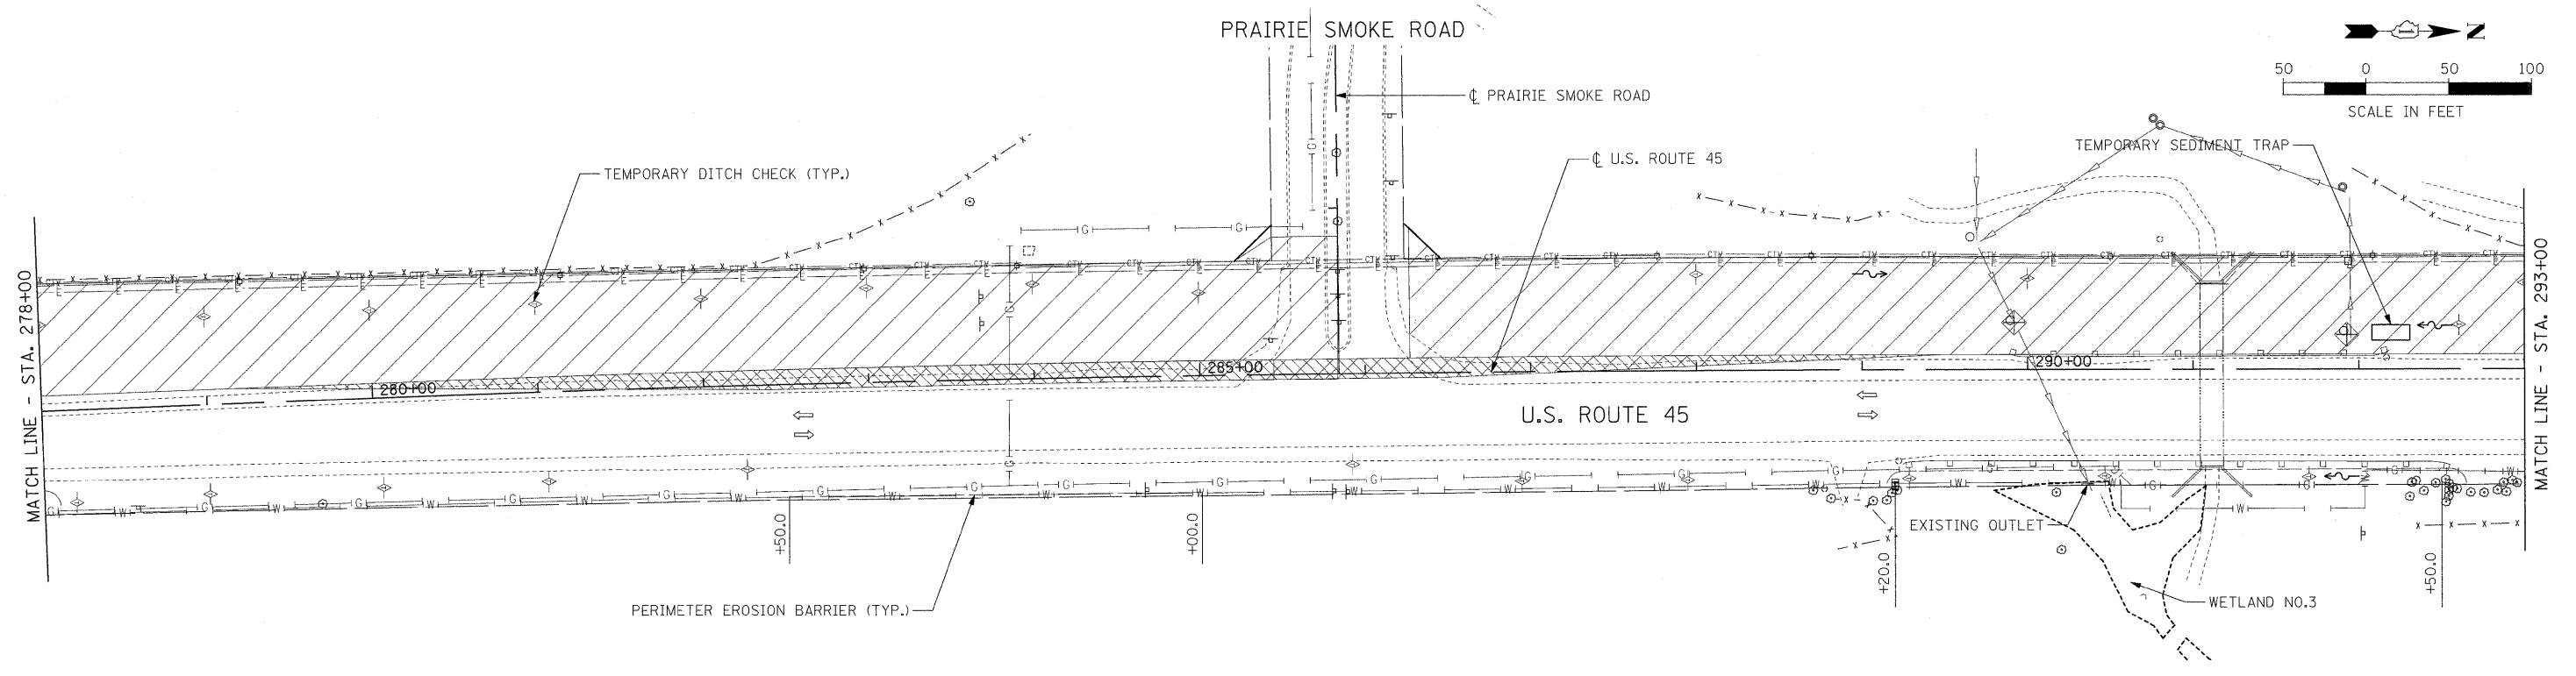 PRAIRIE SMOKE ROAD
N
50 0 50 100
SCALE IN FEET
℄ PRAIRIE SMOKE ROAD
TEMPORARY SEDIMENT TRAP
℄ U.S. ROUTE 45
TEMPORARY DITCH CHECK (TYP.)
MATCH LINE - STA. 278+00
MATCH LINE - STA. 293+00
280+00
285+00
290+00
U.S. ROUTE 45
+50.0
+00.0
+20.0
+50.0
EXISTING OUTLET
PERIMETER EROSION BARRIER (TYP.)
WETLAND NO.3